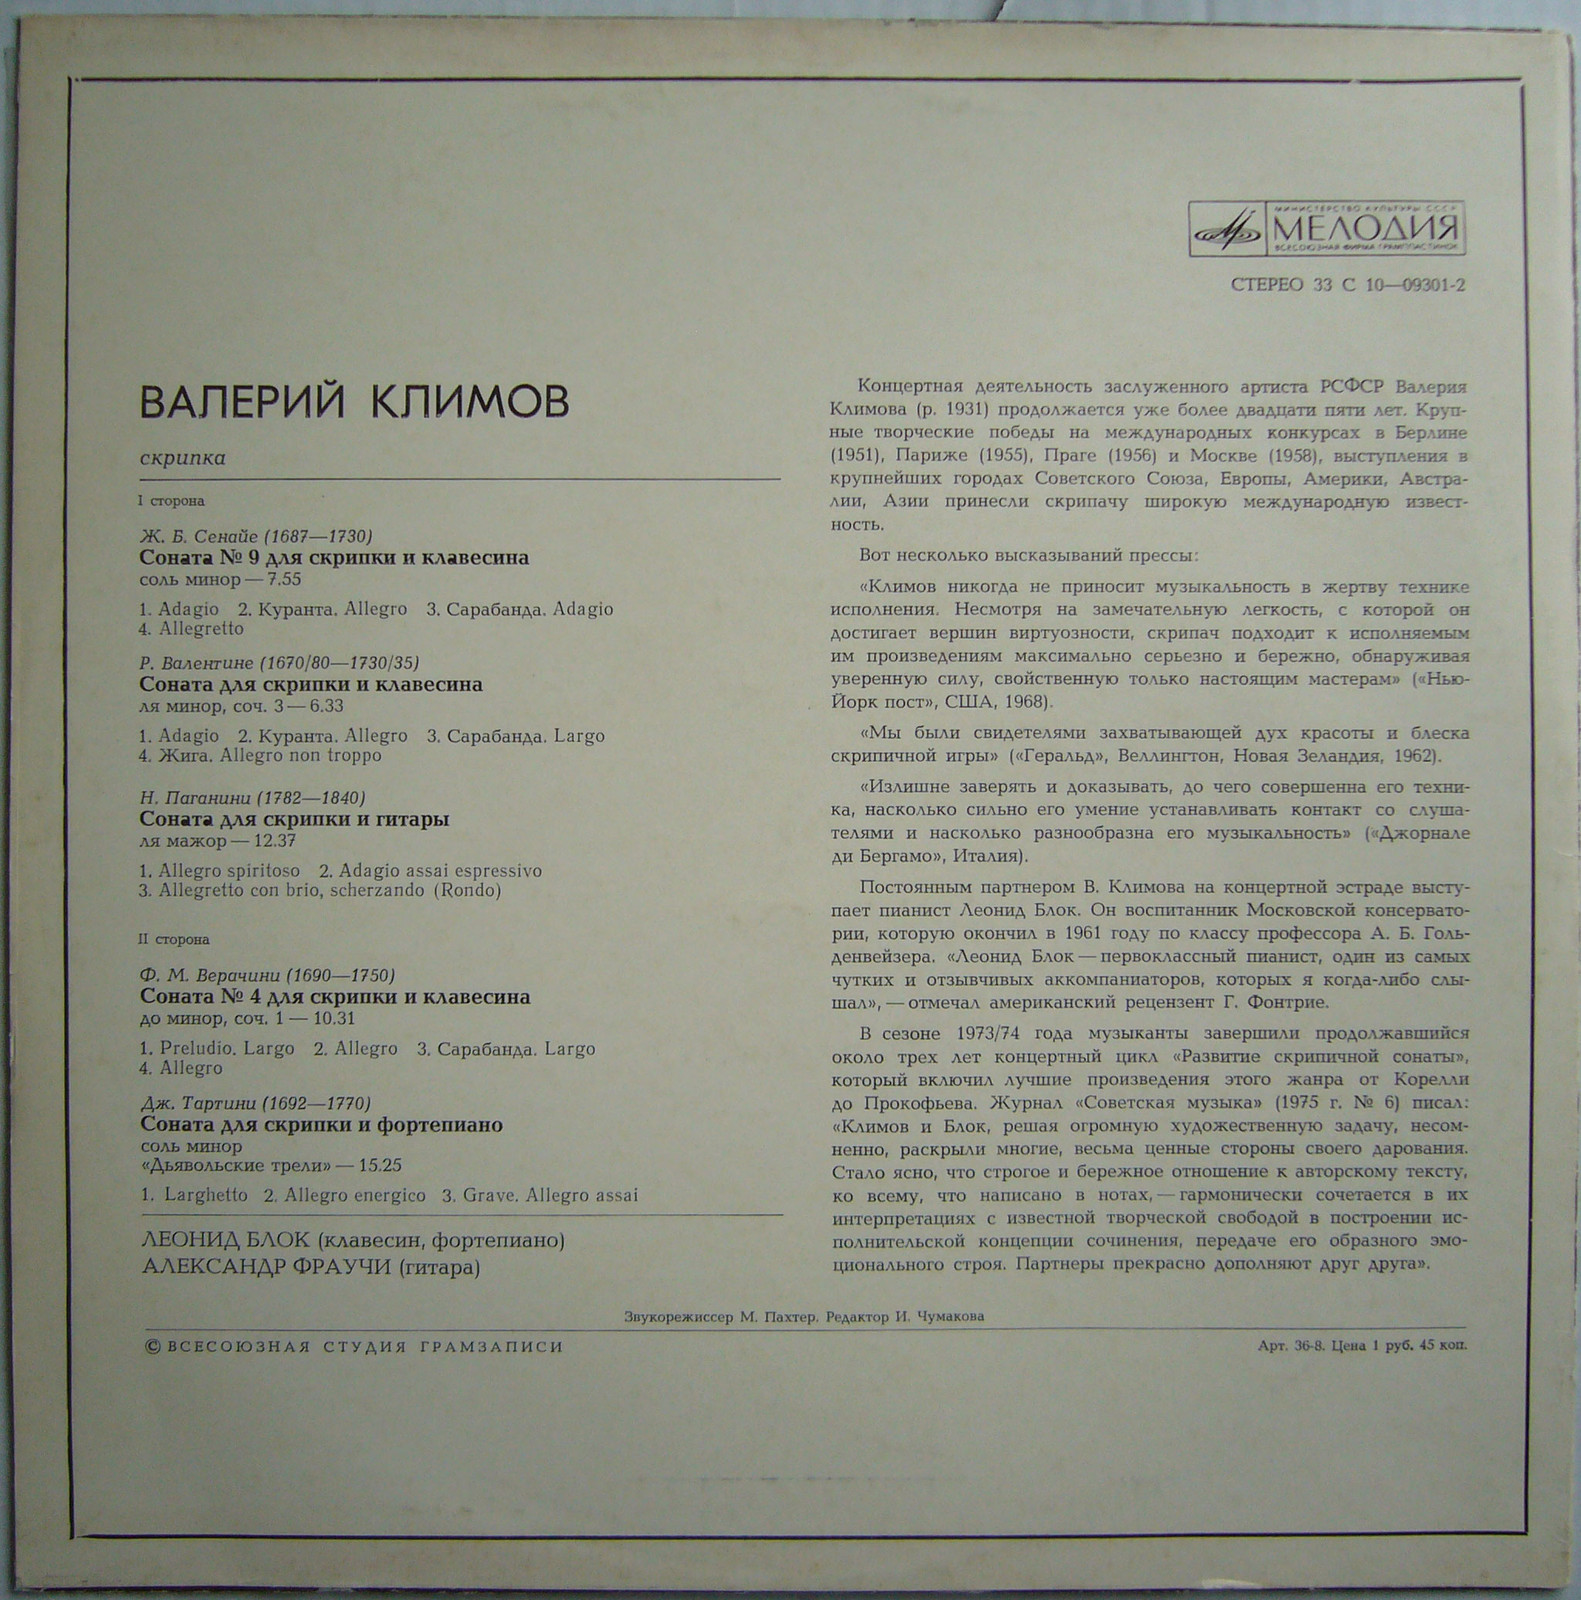 МИНИСТЕРСТВО КУЛЬТУРЫ СССР
МЕЛОДИЯ
ВСЕСОЮЗНАЯ ФИРМА ГРАМПЛАСТИНОК
СТЕРЕО 33 С 10—09301-2
ВАЛЕРИЙ КЛИМОВ
скрипка
I сторона
Ж. Б. Сенайе (1687—1730)
Соната № 9 для скрипки и клавесина
соль минор — 7.55
1. Adagio 2. Куранта. Allegro 3. Сарабанда. Adagio
4. Allegretto
Р. Валентине (1670/80—1730/35)
Соната для скрипки и клавесина
ля минор, соч. 3 — 6.33
1. Adagio 2. Куранта. Allegro 3. Сарабанда. Largo
4. Жига. Allegro non troppo
Н. Паганини (1782—1840)
Соната для скрипки и гитары
ля мажор — 12.37
1. Allegro spiritoso 2. Adagio assai espressivo
3. Allegretto con brio, scherzando (Rondo)
II сторона
Ф. М. Верачини (1690—1750)
Соната № 4 для скрипки и клавесина
до минор, соч. 1 — 10.31
1. Preludio. Largo 2. Allegro 3. Сарабанда. Largo
4. Allegro
Дж. Тартини (1692—1770)
Соната для скрипки и фортепиано
соль минор
«Дьявольские трели» — 15.25
1. Larghetto 2. Allegro energico 3. Grave. Allegro assai
ЛЕОНИД БЛОК (клавесин, фортепиано)
АЛЕКСАНДР ФРАУЧИ (гитара)
Концертная деятельность заслуженного артиста РСФСР Валерия
Климова (р. 1931) продолжается уже более двадцати пяти лет. Круп-
ные творческие победы на международных конкурсах в Берлине
(1951), Париже (1955), Праге (1956) и Москве (1958), выступления в
крупнейших городах Советского Союза, Европы, Америки, Австра-
лии, Азии принесли скрипачу широкую международную извест-
ность.
Вот несколько высказываний прессы:
«Климов никогда не приносит музыкальность в жертву технике
исполнения. Несмотря на замечательную легкость, с которой он
достигает вершин виртуозности, скрипач подходит к исполняемым
им произведениям максимально серьезно и бережно, обнаруживая
уверенную силу, свойственную только настоящим мастерам» («Нью-
Йорк пост», США, 1968).
«Мы были свидетелями захватывающей дух красоты и блеска
скрипичной игры» («Геральд», Веллингтон, Новая Зеландия, 1962).
«Излишне заверять и доказывать, до чего совершенна его техни-
ка, насколько сильно его умение устанавливать контакт со слуша-
телями и насколько разнообразна его музыкальность» («Джорнале
ди Бергамо», Италия).
Постоянным партнером В. Климова на концертной эстраде высту-
пает пианист Леонид Блок. Он воспитанник Московской консервато-
рии, которую окончил в 1961 году по классу профессора А. Б. Голь-
денвейзера. «Леонид Блок — первоклассный пианист, один из самых
чутких и отзывчивых аккомпаниаторов, которых я когда-либо слы-
шал», — отмечал американский рецензент Г. Фонтрие.
В сезоне 1973/74 года музыканты завершили продолжавшийся
около трех лет концертный цикл «Развитие скрипичной сонаты»,
который включил лучшие произведения этого жанра от Корелли
до Прокофьева. Журнал «Советская музыка» (1975 г. № 6) писал:
«Климов и Блок, решая огромную художественную задачу, несом-
ненно, раскрыли многие, весьма ценные стороны своего дарования.
Стало ясно, что строгое и бережное отношение к авторскому тексту,
ко всему, что написано в нотах, — гармонически сочетается в их
интерпретациях с известной творческой свободой в построении ис-
полнительской концепции сочинения, передаче его образного эмо-
ционального строя. Партнеры прекрасно дополняют друг друга».
Звукорежиссер М. Пахтер. Редактор И. Чумакова
© ВСЕСОЮЗНАЯ СТУДИЯ ГРАМЗАПИСИ
Арт. 36-8. Цена 1 руб. 45 коп.